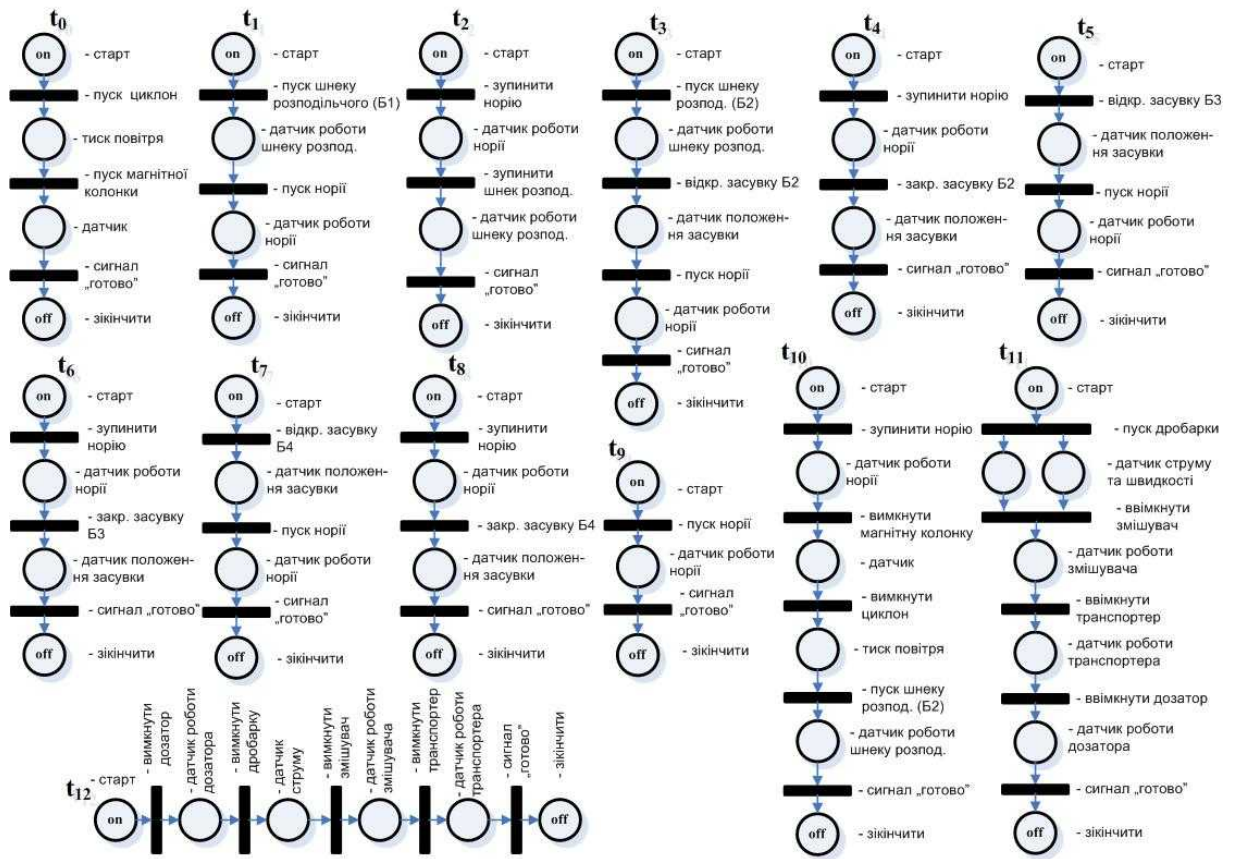 t0
on
- старт
- пуск циклон
- тиск повітря
- пуск магнітної
колонки
- датчик
- сигнал
„готово”
off
- зікінчити
t1
on
- старт
- пуск шнеку
розподільчого (Б1)
- датчик роботи
шнеку розпод.
- пуск норії
- датчик роботи
норії
- сигнал
„готово”
off
- зікінчити
t2
on
- старт
- зупинити
норію
- датчик роботи
норії
- зупинити
шнек розпод.
- датчик роботи
шнеку розпод.
- сигнал
„готово”
off
- зікінчити
t3
on
- старт
- пуск шнеку
розпод. (Б2)
- датчик роботи
шнеку розпод.
- відкр. засувку Б2
- датчик положен-
ня засувки
- пуск норії
- датчик роботи
норії
- сигнал
„готово”
off
- зікінчити
t4
on
- старт
- зупинити норію
- датчик роботи
норії
- закр. засувку Б2
- датчик положен-
ня засувки
- сигнал „готово”
off
- зікінчити
t5
on
- старт
- відкр. засувку Б3
- датчик положен-
ня засувки
- пуск норії
- датчик роботи
норії
- сигнал „готово”
off
- зікінчити
t6
on
- старт
- зупинити
норію
- датчик роботи
норії
- закр. засувку
Б3
- датчик положен-
ня засувки
- сигнал „готово”
off
- зікінчити
t7
on
- старт
- відкр. засувку
Б4
- датчик положен-
ня засувки
- пуск норії
- датчик роботи
норії
- сигнал
„готово”
off
- зікінчити
t8
on
- старт
- зупинити
норію
- датчик роботи
норії
- закр. засувку Б4
- датчик положен-
ня засувки
- сигнал „готово”
off
- зікінчити
t9
on
- старт
- пуск норії
- датчик роботи
норії
- сигнал
„готово”
off
- зікінчити
t10
on
- старт
- зупинити норію
- датчик роботи
норії
- вимкнути
магнітну колонку
- датчик
- вимкнути
циклон
- тиск повітря
- пуск шнеку
розпод. (Б2)
- датчик роботи
шнеку розпод.
- сигнал „готово”
off
- зікінчити
t11
on
- старт
- пуск дробарки
- датчик струму
та швидкості
- ввімкнути
змішувач
- датчик роботи
змішувача
- ввімкнути
транспортер
- датчик роботи
транспортера
- ввімкнути дозатор
- датчик роботи
дозатора
- сигнал „готово”
off
- зікінчити
t12
- старт
on
- вимкнути
дозатор
- датчик роботи
дозатора
- вимкнути
дробарку
- датчик
струму
- вимкнути
змішувач
- датчик роботи
змішувача
- вимкнути
транспортер
- датчик роботи
транспортера
- сигнал
„готово”
- зікінчити
off